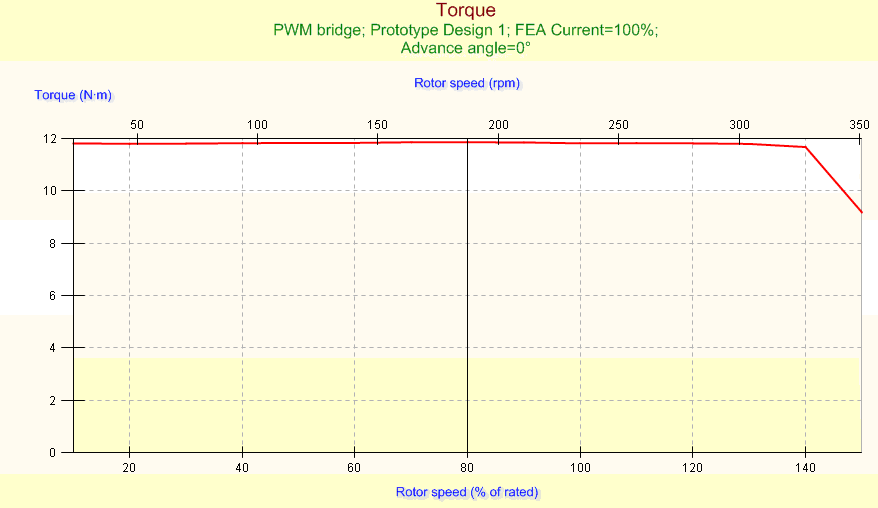 Torque
PWM bridge; Prototype Design 1; FEA Current=100%;
Advance angle=0°
Rotor speed (rpm)
Torque (N·m)
50 100 150 200 250 300 350
12
10
8
6
4
2
0
20 40 60 80 100 120 140
Rotor speed (% of rated)